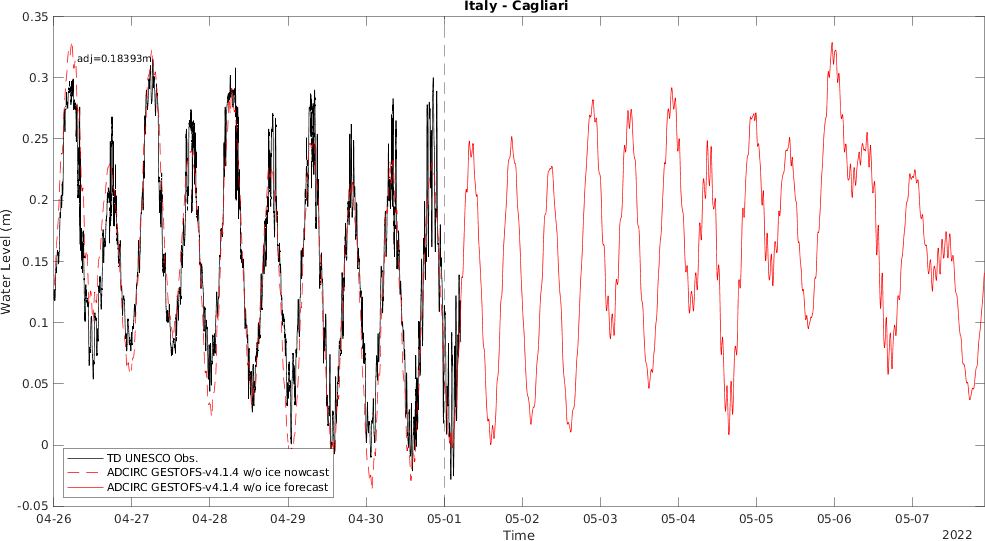 Italy - Cagliari
0.35
0.3
0.25
0.2
0.15
0.1
0.05
0
-0.05
Water Level (m)
adj=0.18393m
TD UNESCO Obs.
ADCIRC GESTOFS-v4.1.4 w/o ice nowcast
ADCIRC GESTOFS-v4.1.4 w/o ice forecast
04-26 04-27 04-28 04-29 04-30 05-01 05-02 05-03 05-04 05-05 05-06 05-07
Time
2022